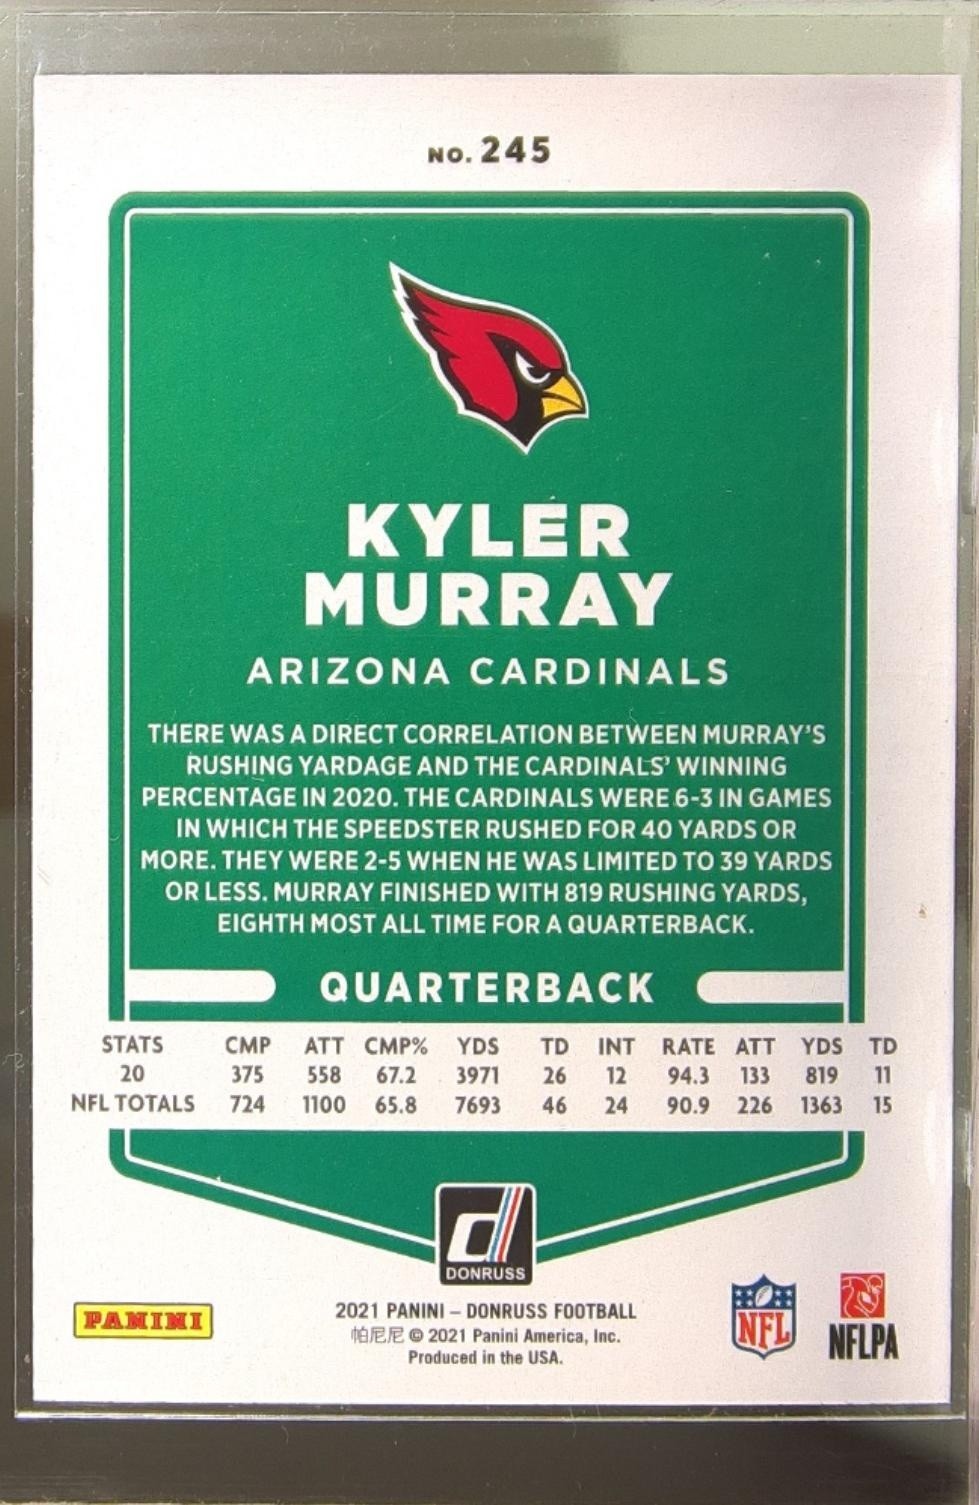 NO. 245
KYLER
MURRAY
ARIZONA CARDINALS
THERE WAS A DIRECT CORRELATION BETWEEN MURRAY'S
RUSHING YARDAGE AND THE CARDINALS' WINNING
PERCENTAGE IN 2020. THE CARDINALS WERE 6-3 IN GAMES
IN WHICH THE SPEEDSTER RUSHED FOR 40 YARDS OR
MORE. THEY WERE 2-5 WHEN HE WAS LIMITED TO 39 YARDS
OR LESS. MURRAY FINISHED WITH 819 RUSHING YARDS,
EIGHTH MOST ALL TIME FOR A QUARTERBACK.
QUARTERBACK
STATS CMP ATT CMP% YDS TD INT RATE ATT YDS TD
20 375 558 67.2 3971 26 12 94.3 133 819 11
NFL TOTALS 724 1100 65.8 7693 46 24 90.9 226 1363 15
d
DONRUSS
PANINI
2021 PANINI – DONRUSS FOOTBALL
帕尼尼 © 2021 Panini America, Inc.
Produced in the USA.
NFL
NFLPA